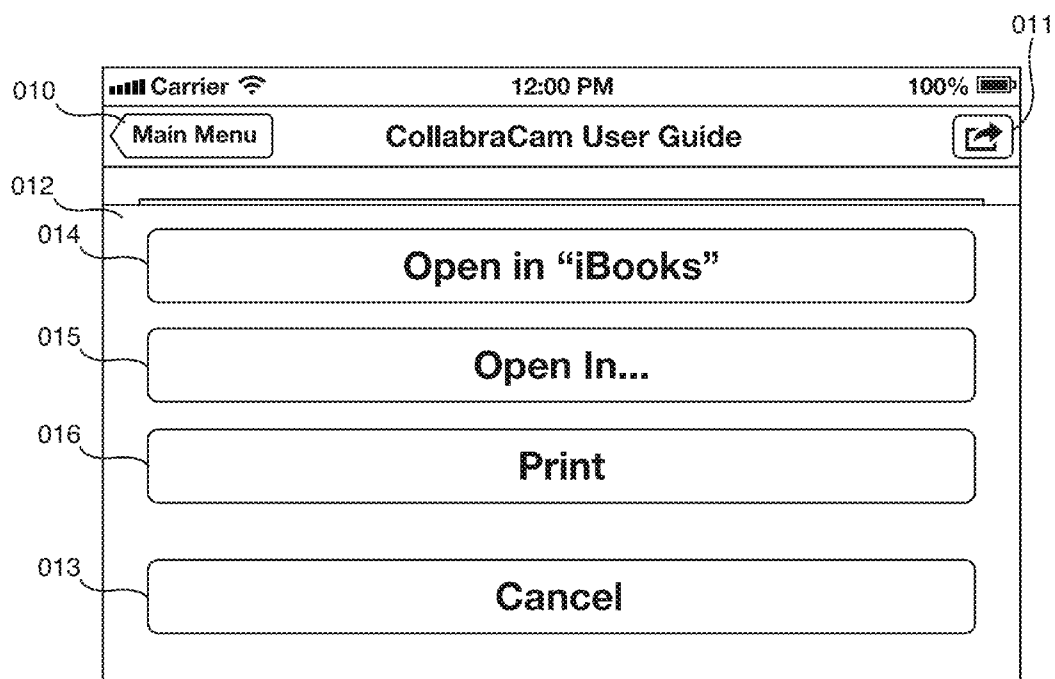 011
010
Carrier 12:00 PM 100%
Main Menu CollabraCam User Guide
012
014
Open in “iBooks”
015
Open In...
016
Print
013
Cancel